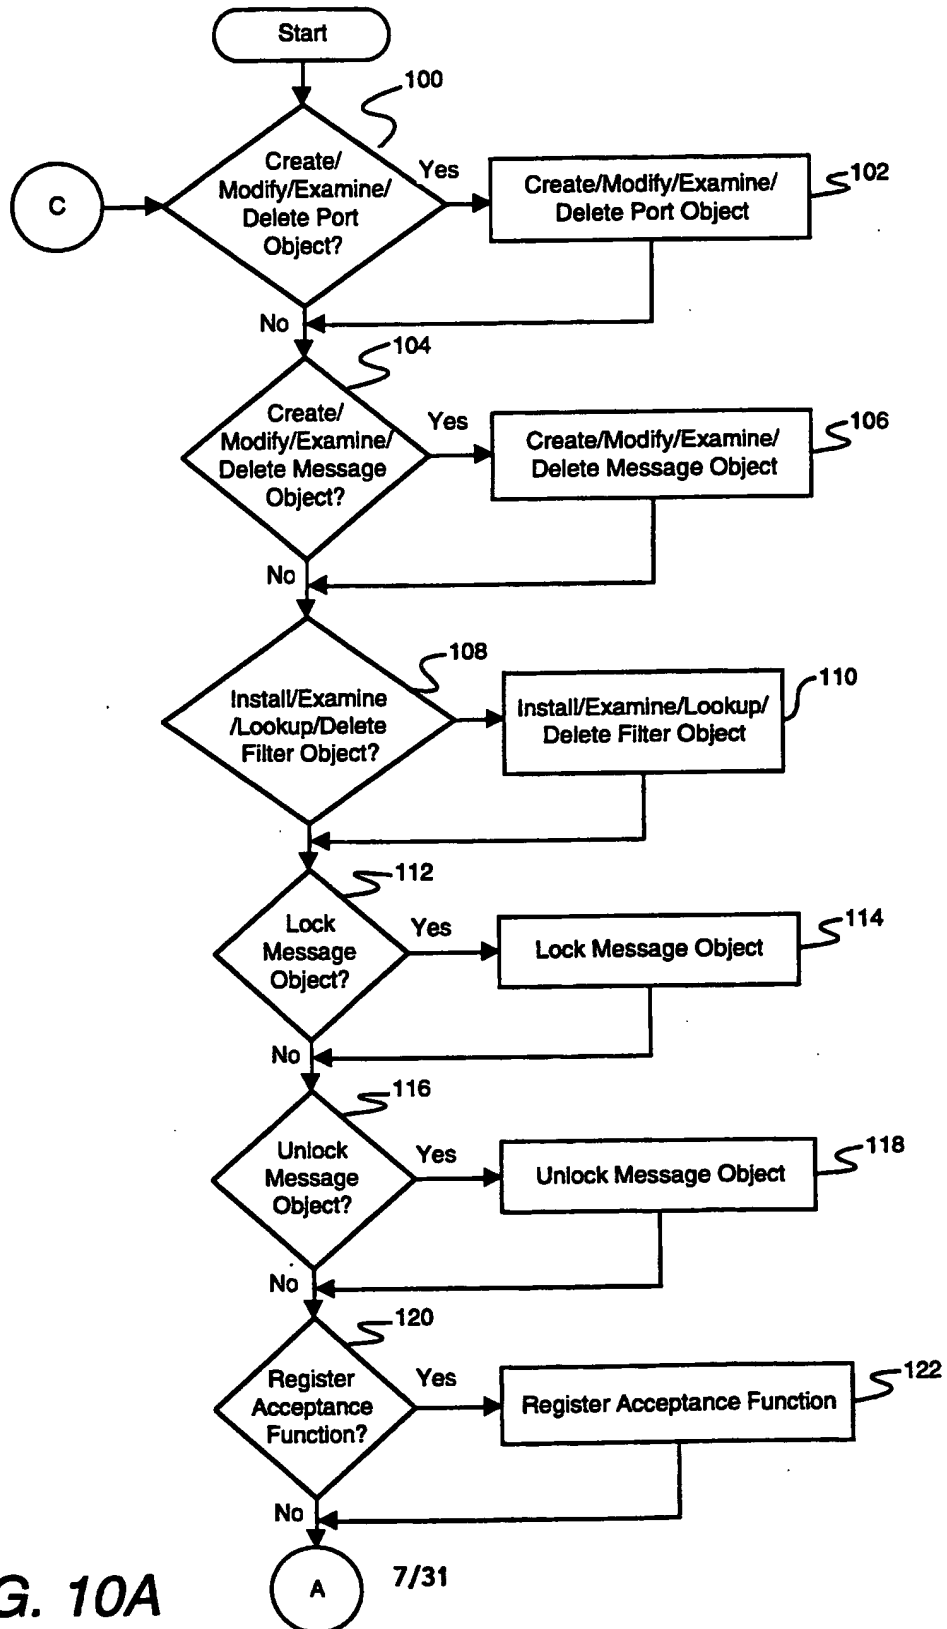 Start
100
Create/
Modify/Examine/
Delete Port
Object?
Yes
Create/Modify/Examine/
Delete Port Object
102
C
No
104
Create/
Modify/Examine/
Delete Message
Object?
Yes
Create/Modify/Examine/
Delete Message Object
106
No
108
Install/Examine
/Lookup/Delete
Filter Object?
Install/Examine/Lookup/
Delete Filter Object
110
112
Lock
Message
Object?
Yes
Lock Message Object
114
No
116
Unlock
Message
Object?
Yes
Unlock Message Object
118
No
120
Register
Acceptance
Function?
Yes
Register Acceptance Function
122
No
A
7/31
G. 10A